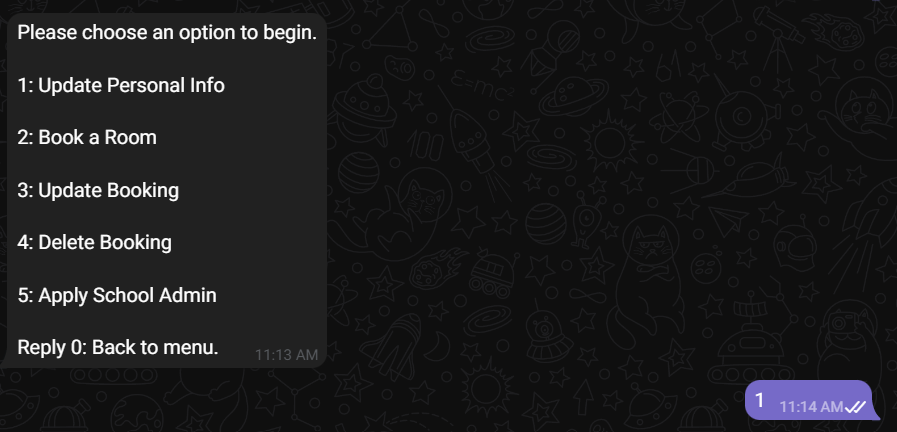 Please choose an option to begin.
1: Update Personal Info
2: Book a Room
3: Update Booking
4: Delete Booking
5: Apply School Admin
Reply 0: Back to menu.
11:13 AM
1
11:14 AM
E=mc²